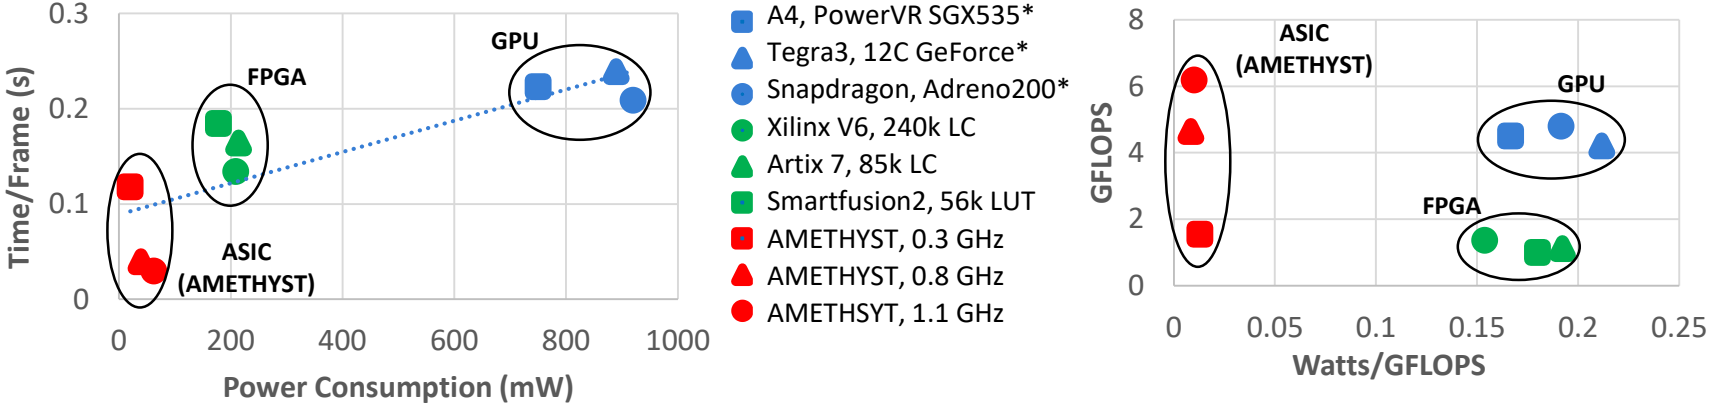 0.3
0.2
0.1
0
Time/Frame (s)
0
200
400
600
800
1000
Power Consumption (mW)
FPGA
GPU
ASIC
(AMETHYST)
A4, PowerVR SGX535*
Tegra3, 12C GeForce*
Snapdragon, Adreno200*
Xilinx V6, 240k LC
Artix 7, 85k LC
Smartfusion2, 56k LUT
AMETHYST, 0.3 GHz
AMETHYST, 0.8 GHz
AMETHSYT, 1.1 GHz
8
6
4
2
0
GFLOPS
0
0.05
0.1
0.15
0.2
0.25
Watts/GFLOPS
ASIC
(AMETHYST)
GPU
FPGA